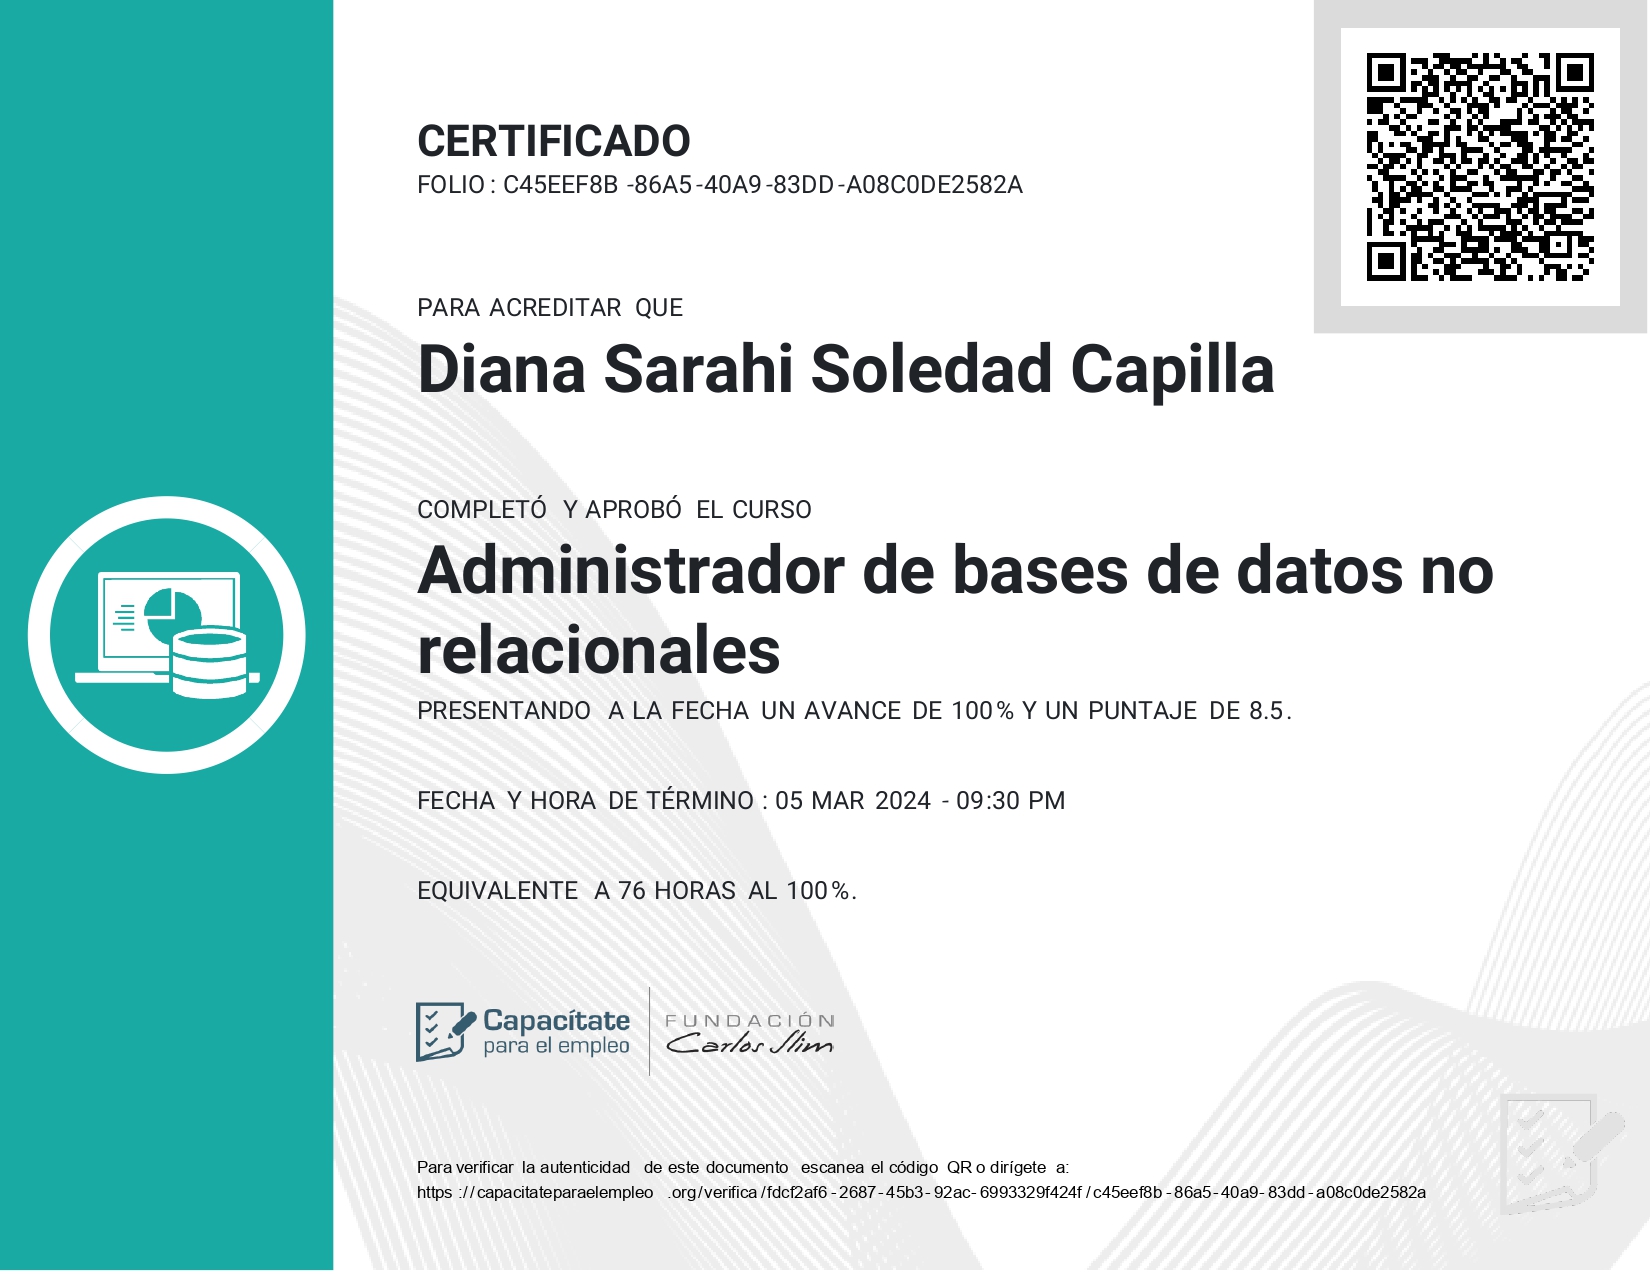 CERTIFICADO
FOLIO : C45EEF8B -86A5-40A9-83DD-A08C0DE2582A
PARA ACREDITAR QUE
Diana Sarahi Soledad Capilla
COMPLETÓ Y APROBÓ EL CURSO
Administrador de bases de datos no
relacionales
PRESENTANDO A LA FECHA UN AVANCE DE 100% Y UN PUNTAJE DE 8.5.
FECHA Y HORA DE TÉRMINO : 05 MAR 2024 - 09:30 PM
EQUIVALENTE A 76 HORAS AL 100%.
Capacítate
para el empleo
FUNDACIÓN
Carlos Slim
Para verificar la autenticidad de este documento escanea el código QR o dirígete a:
https ://capacitateparaelempleo .org/verifica /fdcf2af6 - 2687- 45b3- 92ac- 6993329f424f /c45eef8b - 86a5- 40a9- 83dd - a08c0de2582a